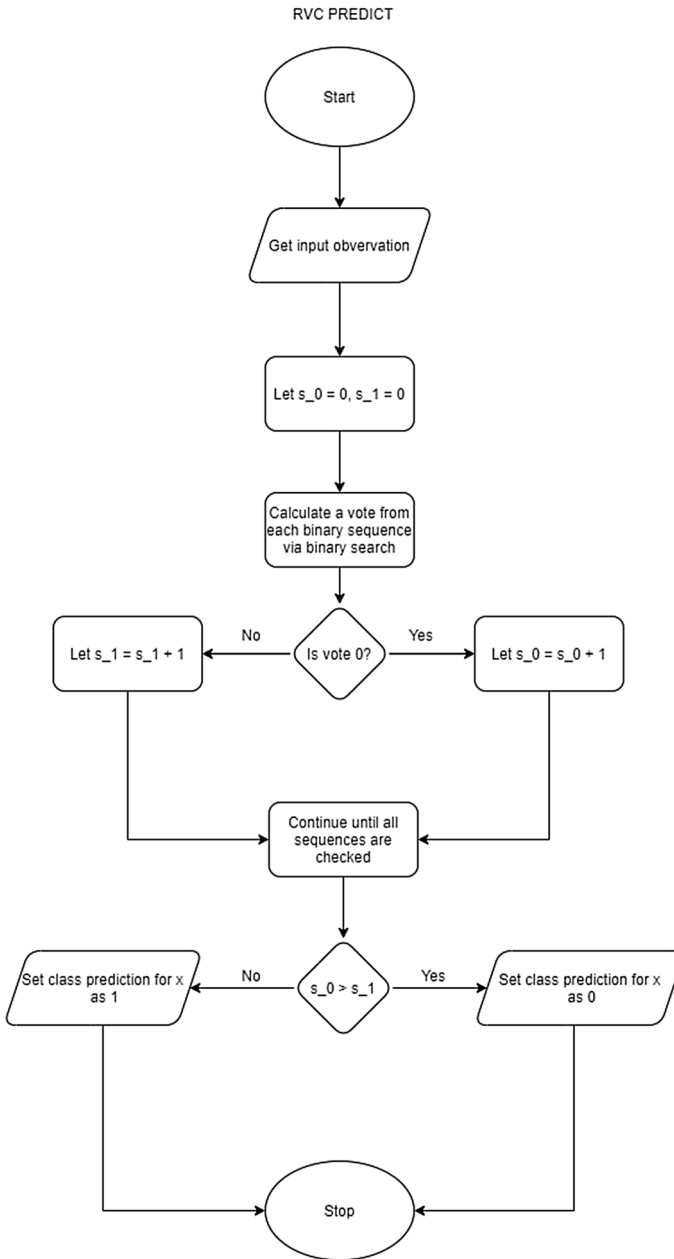 RVC PREDICT
Start
Get input obvervation
Let s_0 = 0, s_1 = 0
Calculate a vote from
each binary sequence
via binary search
No
Yes
Let s_1 = s_1 + 1
Is vote 0?
Let s_0 = s_0 + 1
Continue until all
sequences are
checked
No
Yes
Set class prediction for x
as 1
s_0 > s_1
Set class prediction for x
as 0
Stop